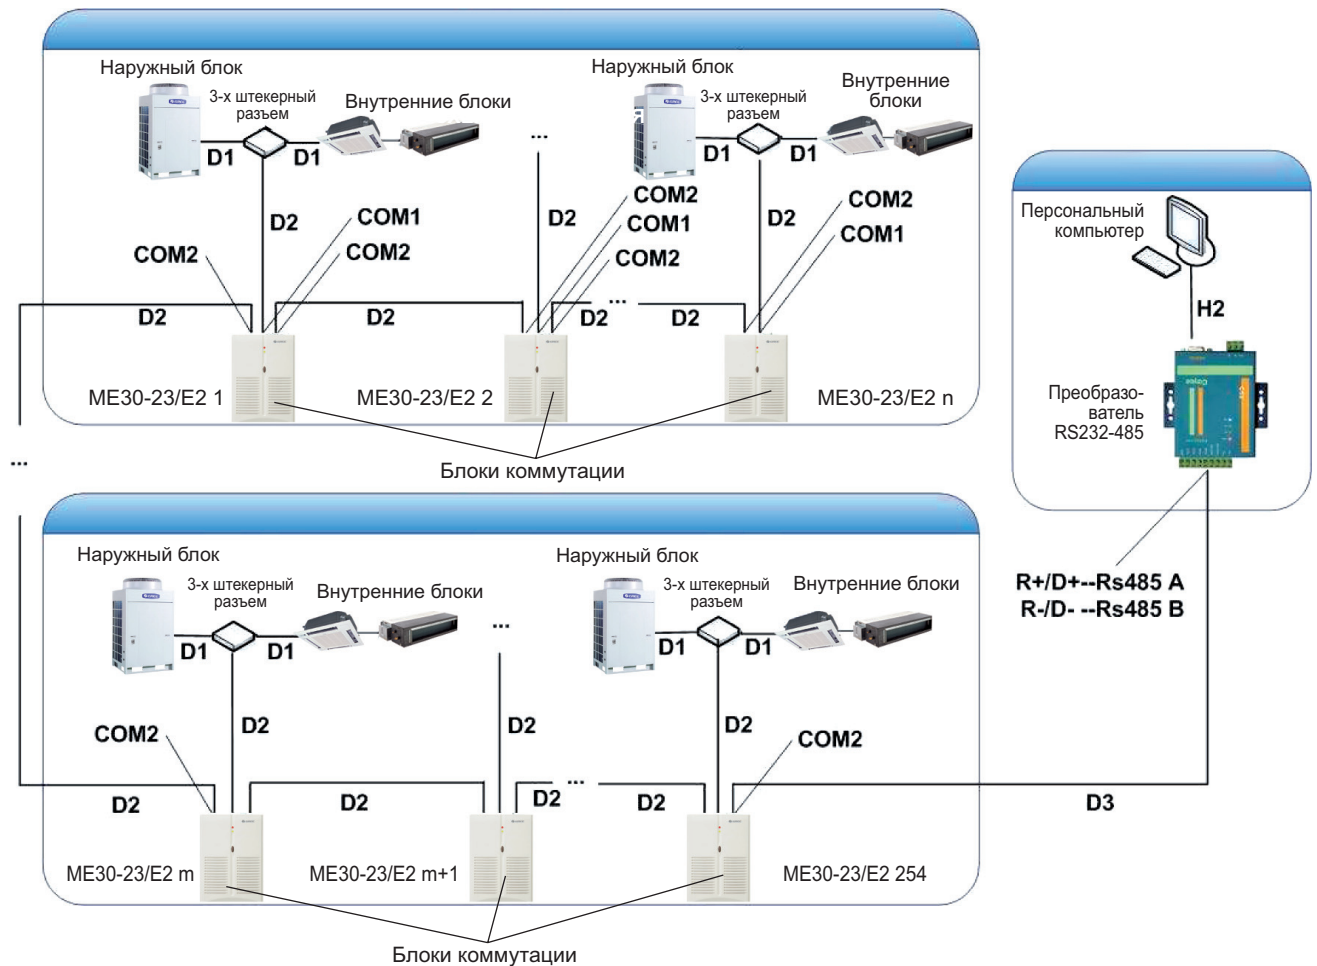 Наружный блок
3-х штекерный
разъем
Внутренние блоки
D1
D1
...
Наружный блок
3-х штекерный
разъем
я
Внутренние
блоки
D1
D1
D2
COM1
COM2
COM2
D2
COM2
COM1
COM2
D2
COM2
COM1
D2
D2
D2
...
D2
ME30-23/E2 1
ME30-23/E2 2
ME30-23/E2 n
Блоки коммутации
...
Персональный
компьютер
H2
Преобразо-
ватель
RS232-485
R+/D+--Rs485 A
R-/D- --Rs485 B
Наружный блок
3-х штекерный
разъем
Внутренние блоки
D1
D1
...
Наружный блок
3-х штекерный
разъем
Внутренние блоки
D1
D1
COM2
D2
D2
D2
COM2
D2
D2
D2
...
D2
D3
ME30-23/E2 m
ME30-23/E2 m+1
ME30-23/E2 254
Блоки коммутации